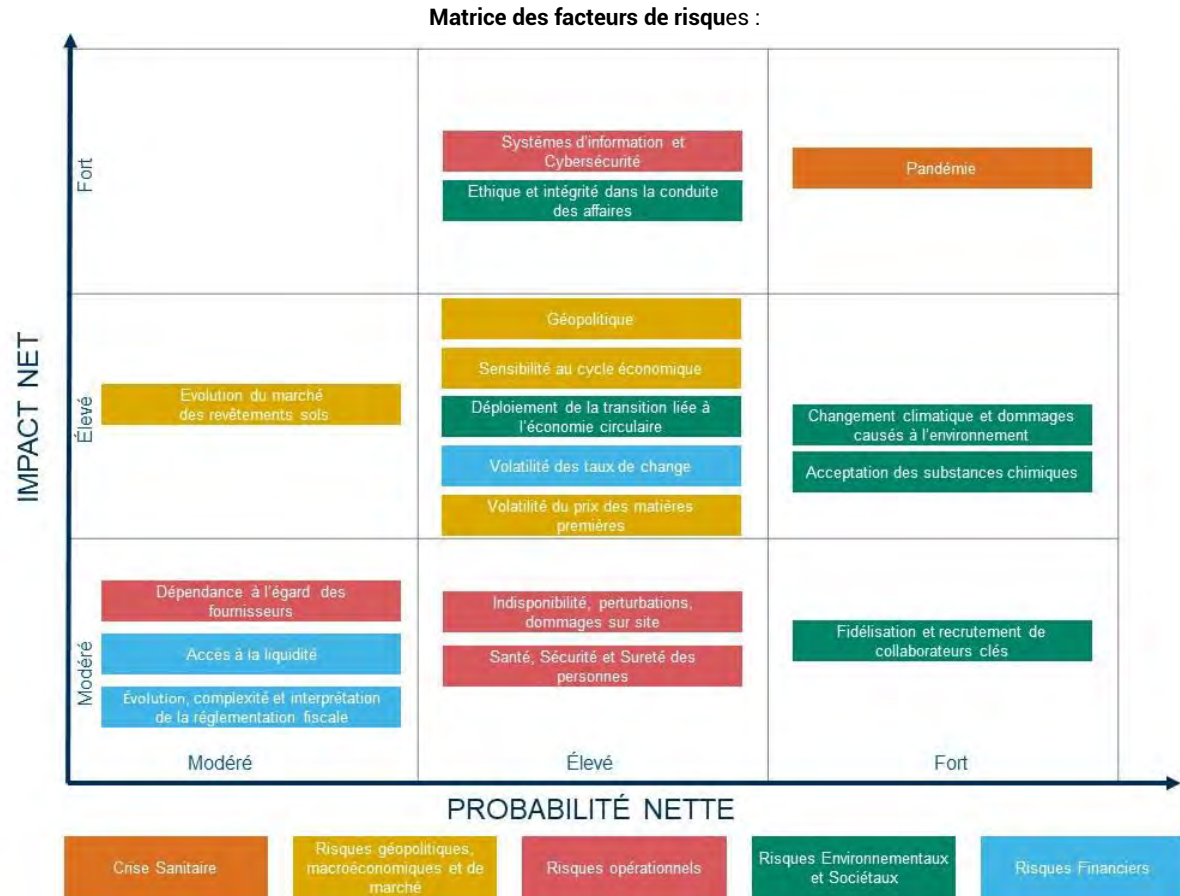 Matrice des facteurs de risques :
IMPACT NET
Fort
Systèmes d'information et
Cybersécurité
Ethique et intégrité dans la conduite
des affaires
Pandémie
Élevé
Evolution du marché
des revêtements sols
Géopolitique
Sensibilité au cycle économique
Déploiement de la transition liée à
l'économie circulaire
Volatilité des taux de change
Volatilité du prix des matières
premières
Changement climatique et dommages
causés à l'environnement
Acceptation des substances chimiques
Modéré
Dépendance à l'égard des
fournisseurs
Accès à la liquidité
Évolution, complexité et interprétation
de la réglementation fiscale
Indisponibilité, perturbations,
dommages sur site
Santé, Sécurité et Sureté des
personnes
Fidélisation et recrutement de
collaborateurs clés
Modéré
Élevé
Fort
PROBABILITÉ NETTE
Crise Sanitaire
Risques géopolitiques,
macroéconomiques et de
marché
Risques opérationnels
Risques Environnementaux
et Sociétaux
Risques Financiers